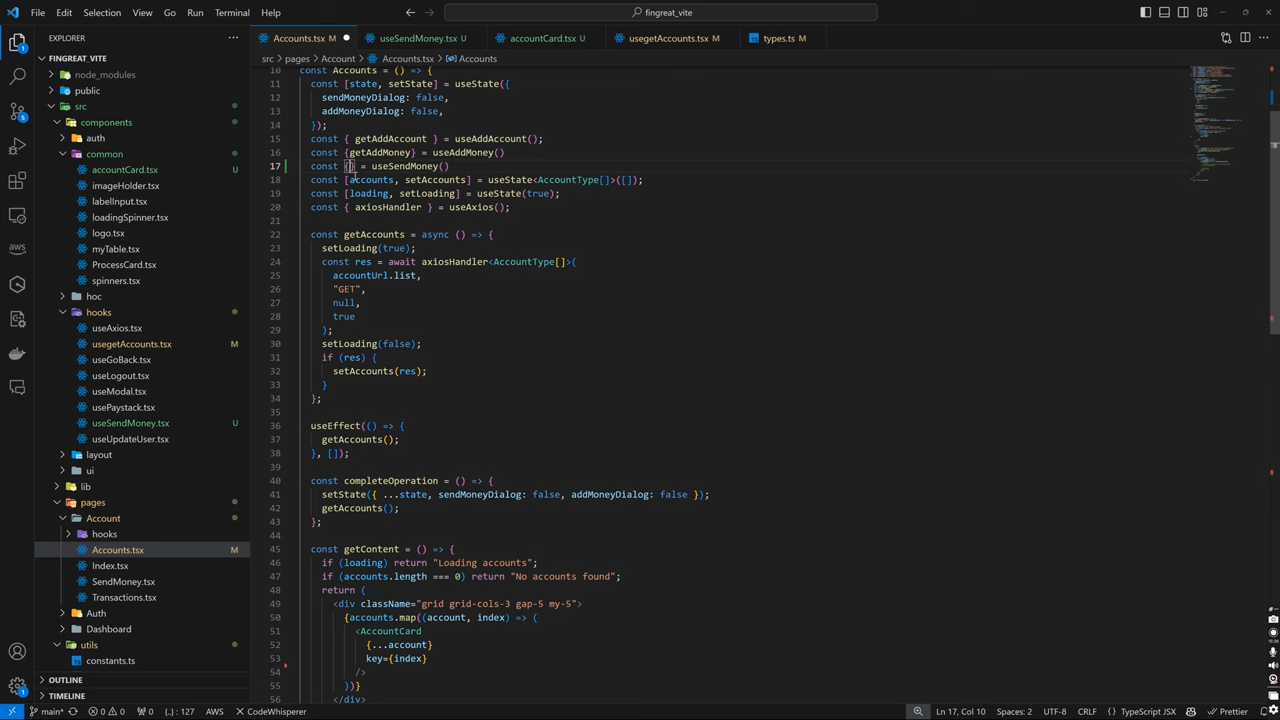 File Edit Selection View Go Run Terminal Help
fingreat_vite
EXPLORER
FINGREAT_VITE
node_modules
public
src
components
auth
common
accountCard.tsx U
imageHolder.tsx
labelInput.tsx
loadingSpinner.tsx
logo.tsx
myTable.tsx
ProcessCard.tsx
spinners.tsx
hoc
hooks
useAxios.tsx
usegetAccounts.tsx M
useGoBack.tsx
useLogout.tsx
useModal.tsx
usePaystack.tsx
useSendMoney.tsx U
useUpdateUser.tsx
layout
ui
lib
pages
Account
hooks
Accounts.tsx M
Index.tsx
SendMoney.tsx
Transactions.tsx
Auth
Dashboard
utils
constants.ts
OUTLINE
TIMELINE
Accounts.tsx M useSendMoney.tsx U accountCard.tsx U usegetAccounts.tsx M types.ts M
src > pages > Account > Accounts.tsx > Accounts
10 const Accounts = () => {
11 const [state, setState] = useState({
12 sendMoneyDialog: false,
13 addMoneyDialog: false,
14 });
15 const { getAddAccount } = useAddAccount();
16 const {getAddMoney} = useAddMoney()
17 const {} = useSendMoney()
18 const [accounts, setAccounts] = useState<AccountType[]>([]);
19 const [loading, setLoading] = useState(true);
20 const { axiosHandler } = useAxios();
21
22 const getAccounts = async () => {
23 setLoading(true);
24 const res = await axiosHandler<AccountType[]>(
25 accountUrl.list,
26 "GET",
27 null,
28 true
29 );
30 setLoading(false);
31 if (res) {
32 setAccounts(res);
33 }
34 };
35
36 useEffect(() => {
37 getAccounts();
38 }, []);
39
40 const completeOperation = () => {
41 setState({ ...state, sendMoneyDialog: false, addMoneyDialog: false });
42 getAccounts();
43 };
44
45 const getContent = () => {
46 if (loading) return "Loading accounts";
47 if (accounts.length === 0) return "No accounts found";
48 return (
49 <div className="grid grid-cols-3 gap-5 my-5">
50 {accounts.map((account, index) => (
51 <AccountCard
52 {...account}
53 key={index}
54 />
55 ))}
56 </div>
main* 0 0 0 : 127 AWS CodeWhisperer Ln 17, Col 10 Spaces: 2 UTF-8 CRLF {} TypeScript JSX Prettier